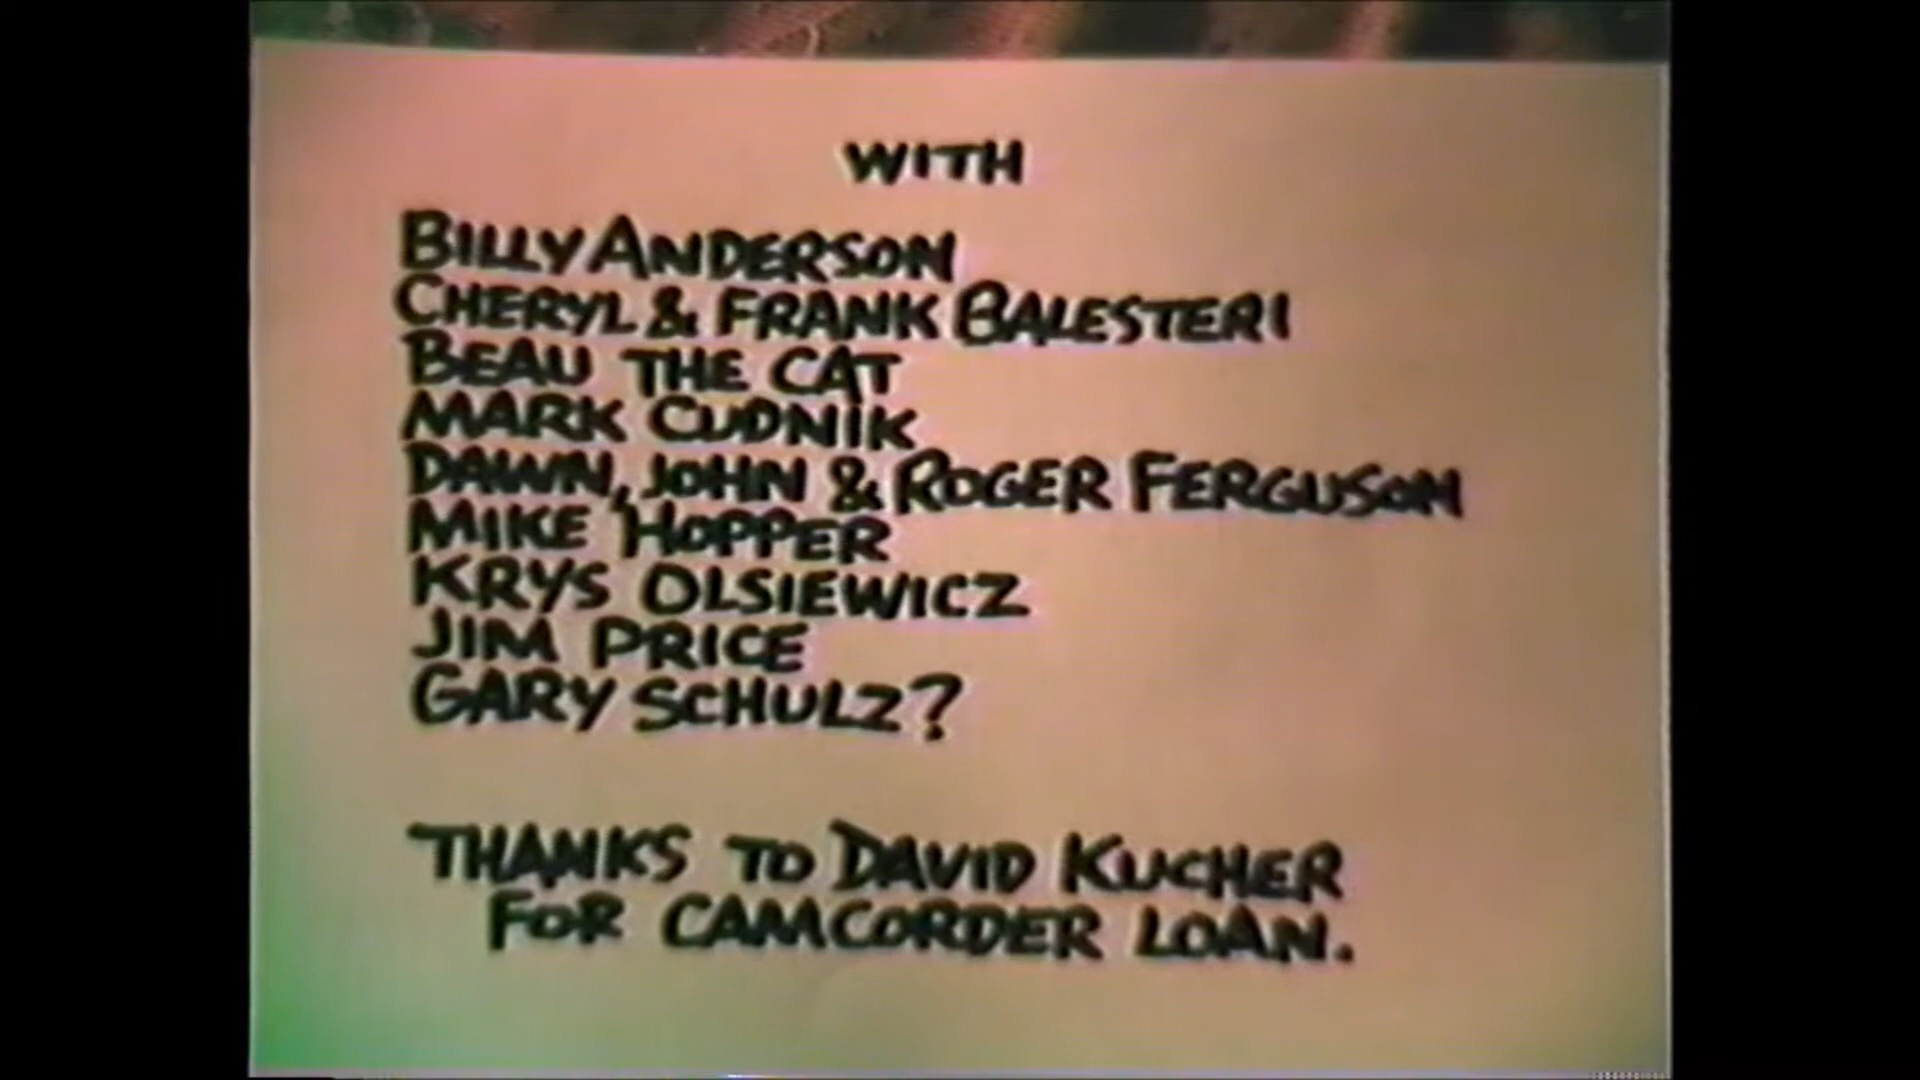 WITH
BILLY ANDERSON
CHERYL & FRANK BALESTERI
BEAU THE CAT
MARK CUDNIK
DAWN, JOHN & ROGER FERGUSON
MIKE HOPPER
KRYS OLSIEWICZ
JIM PRICE
GARY SCHULZ?
THANKS TO DAVID KUCHER
FOR CAMCORDER LOAN.